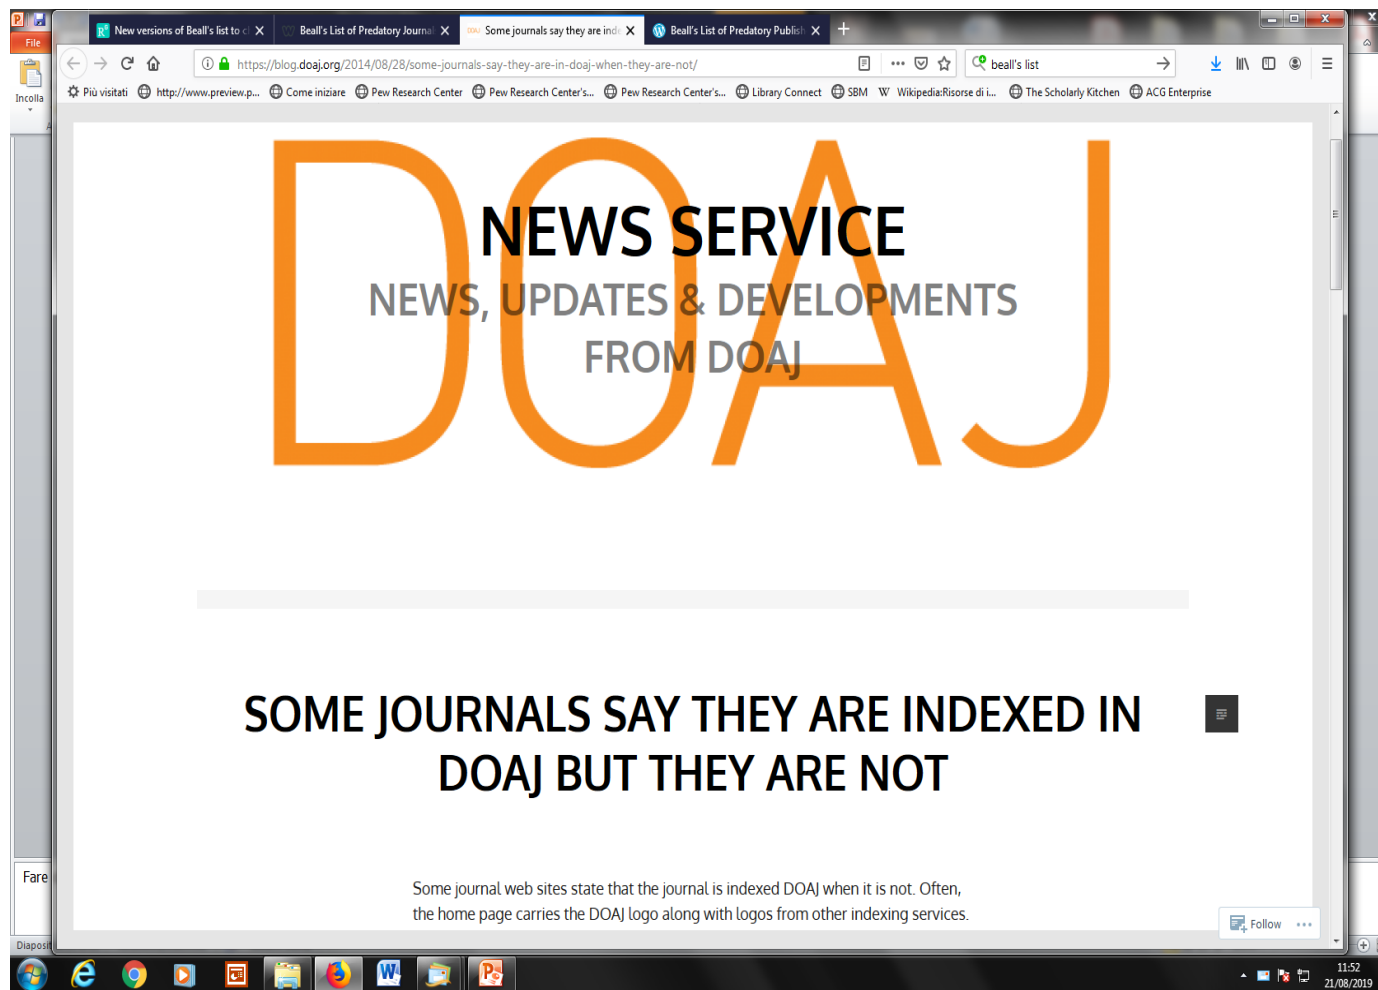 File
New versions of Beall's list to cl
Beall's List of Predatory Journal
Some journals say they are inde
Beall's List of Predatory Publish
https://blog.doaj.org/2014/08/28/some-journals-say-they-are-in-doaj-when-they-are-not/
beall's list
Più visitati
http://www.preview.p...
Come iniziare
Pew Research Center
Pew Research Center's...
Pew Research Center's...
Library Connect
SBM
Wikipedia:Risorse di i...
The Scholarly Kitchen
ACG Enterprise
Incolla
DOAJ
NEWS SERVICE
NEWS, UPDATES & DEVELOPMENTS
FROM DOAJ
SOME JOURNALS SAY THEY ARE INDEXED IN
DOAJ BUT THEY ARE NOT
Some journal web sites state that the journal is indexed DOAJ when it is not. Often,
the home page carries the DOAJ logo along with logos from other indexing services.
Fare
Follow
Diaposit
11:52
21/08/2019